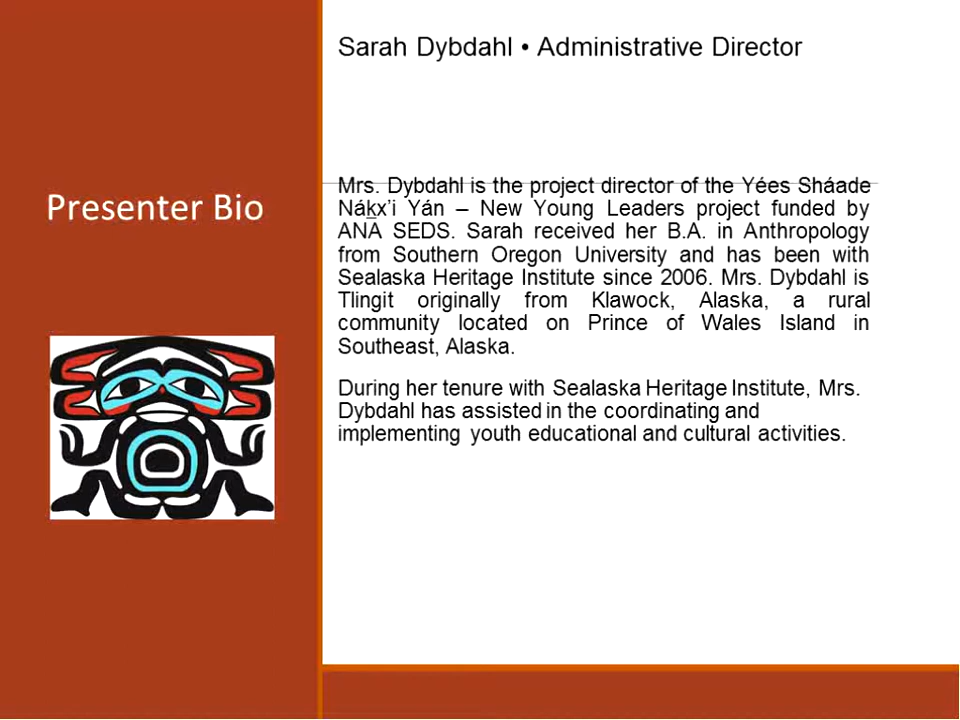 Sarah Dybdahl • Administrative Director
Presenter Bio
Mrs. Dybdahl is the project director of the Yées Sháade
Nák̲x'i Yán – New Young Leaders project funded by
ANA SEDS. Sarah received her B.A. in Anthropology
from Southern Oregon University and has been with
Sealaska Heritage Institute since 2006. Mrs. Dybdahl is
Tlingit originally from Klawock, Alaska, a rural
community located on Prince of Wales Island in
Southeast, Alaska.
During her tenure with Sealaska Heritage Institute, Mrs.
Dybdahl has assisted in the coordinating and
implementing youth educational and cultural activities.